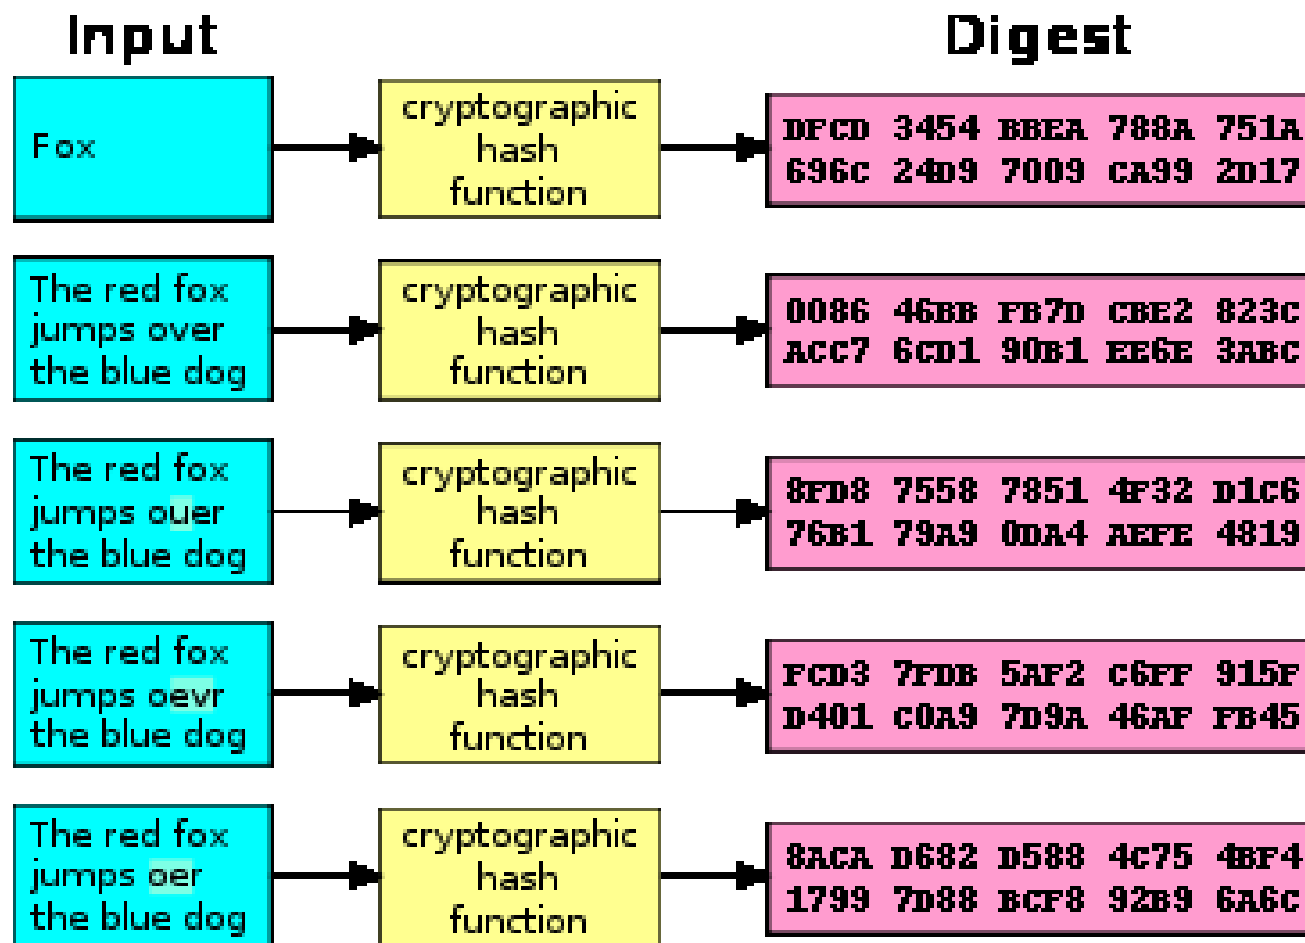 Input
Digest
Fox
cryptographic
hash
function
DFCD 3454 BBEA 788A 751A
696C 24D9 7009 CA99 2D17
The red fox
jumps over
the blue dog
cryptographic
hash
function
0086 46BB FB7D CBE2 823C
ACC7 6CD1 90B1 EE6E 3ABC
The red fox
jumps ouer
the blue dog
cryptographic
hash
function
8FD8 7558 7851 4F32 D1C6
76B1 79A9 0DA4 AEFE 4819
The red fox
jumps oevr
the blue dog
cryptographic
hash
function
FCD3 7FDB 5AF2 C6FF 915F
D401 C0A9 7D9A 46AF FB45
The red fox
jumps oer
the blue dog
cryptographic
hash
function
8ACA D682 D588 4C75 4BF4
1799 7D88 BCF8 92B9 6A6C